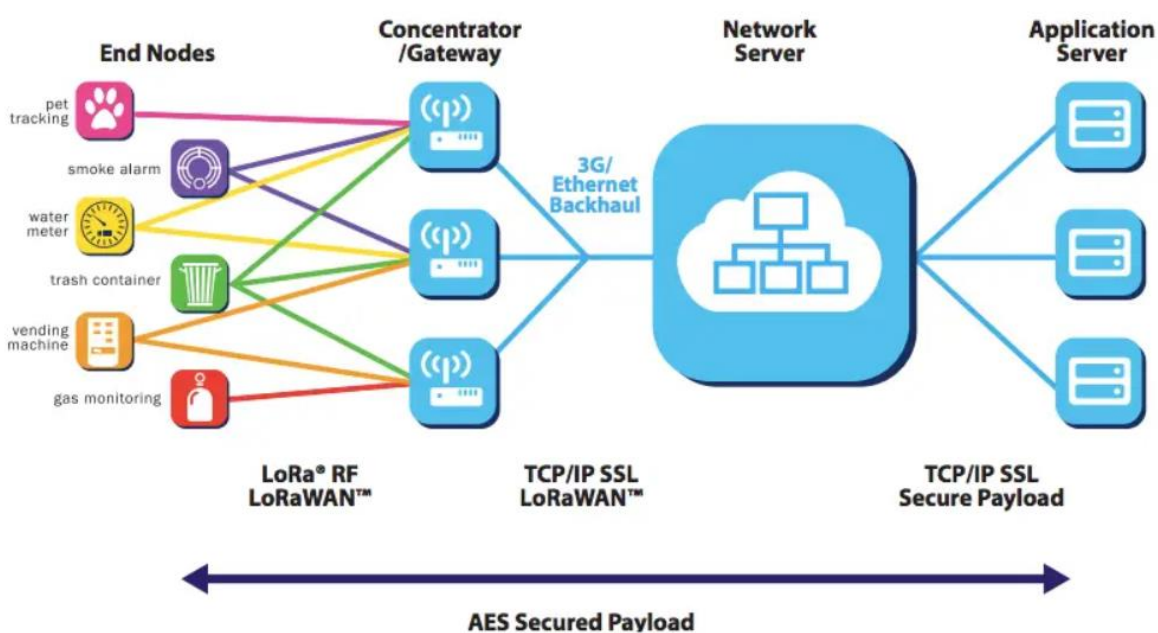 End Nodes
Concentrator
/Gateway
Network
Server
Application
Server
pet
tracking
smoke alarm
water
meter
trash container
vending
machine
gas monitoring
3G/
Ethernet
Backhaul
LoRa® RF
LoRaWAN™
TCP/IP SSL
LoRaWAN™
TCP/IP SSL
Secure Payload
AES Secured Payload